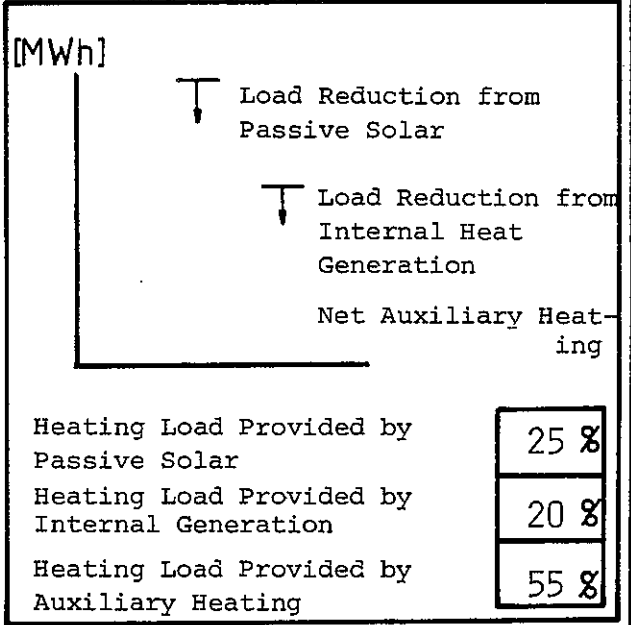 [MWh]
Load Reduction from
Passive Solar
Load Reduction from
Internal Heat
Generation
Net Auxiliary Heat-
ing
Heating Load Provided by
Passive Solar
25 %
Heating Load Provided by
Internal Generation
20 %
Heating Load Provided by
Auxiliary Heating
55 %